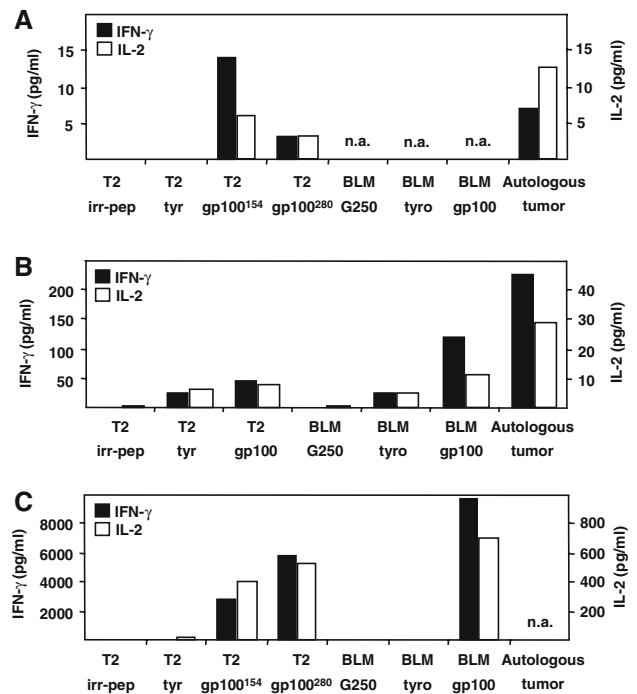 A
IFN-γ
IL-2
IFN-γ (pg/ml)
15
10
5
IL-2 (pg/ml)
15
10
5
n.a. n.a. n.a.
T2 T2 T2 T2 BLM BLM BLM Autologous
irr-pep tyr gp100¹⁵⁴ gp100²⁸⁰ G250 tyro gp100 tumor
B
IFN-γ
IL-2
IFN-γ (pg/ml)
200
150
100
50
IL-2 (pg/ml)
40
30
20
10
T2 T2 T2 BLM BLM BLM Autologous
irr-pep tyr gp100 G250 tyro gp100 tumor
C
IFN-γ
IL-2
IFN-γ (pg/ml)
8000
6000
4000
2000
IL-2 (pg/ml)
800
600
400
200
n.a.
T2 T2 T2 T2 BLM BLM BLM Autologous
irr-pep tyr gp100¹⁵⁴ gp100²⁸⁰ G250 tyro gp100 tumor